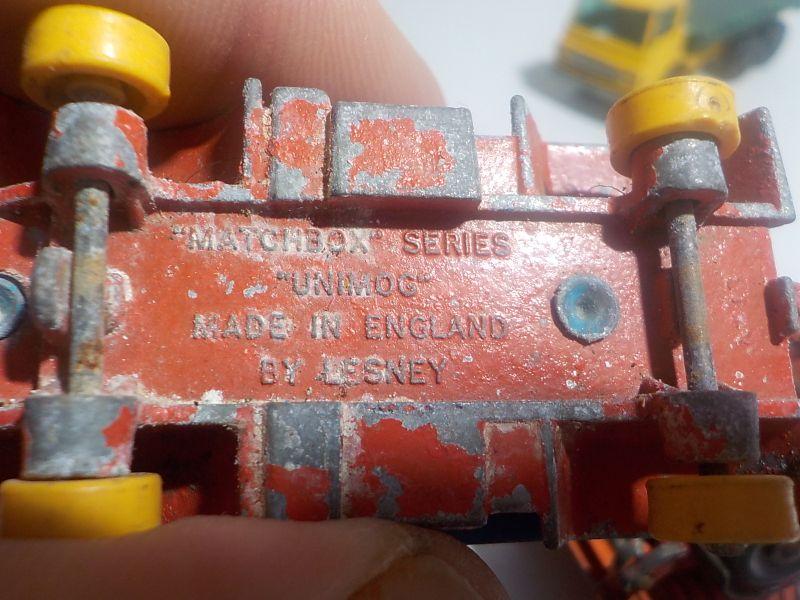 "MATCHBOX" SERIES
"UNIMOG"
MADE IN ENGLAND
BY LESNEY